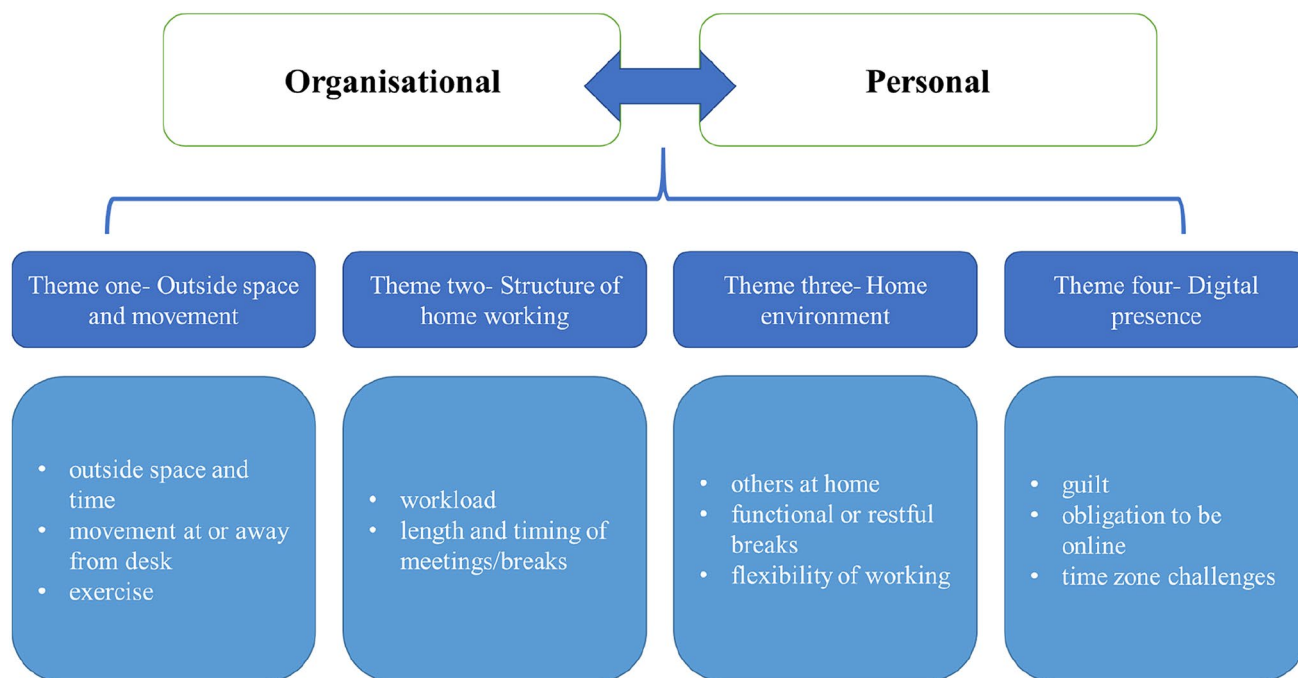 Organisational
Personal
Theme one- Outside space
and movement
Theme two- Structure of
home working
Theme three- Home
environment
Theme four- Digital
presence
• outside space and
time
• movement at or away
from desk
• exercise
• workload
• length and timing of
meetings/breaks
• others at home
• functional or restful
breaks
• flexibility of working
• guilt
• obligation to be
online
• time zone challenges